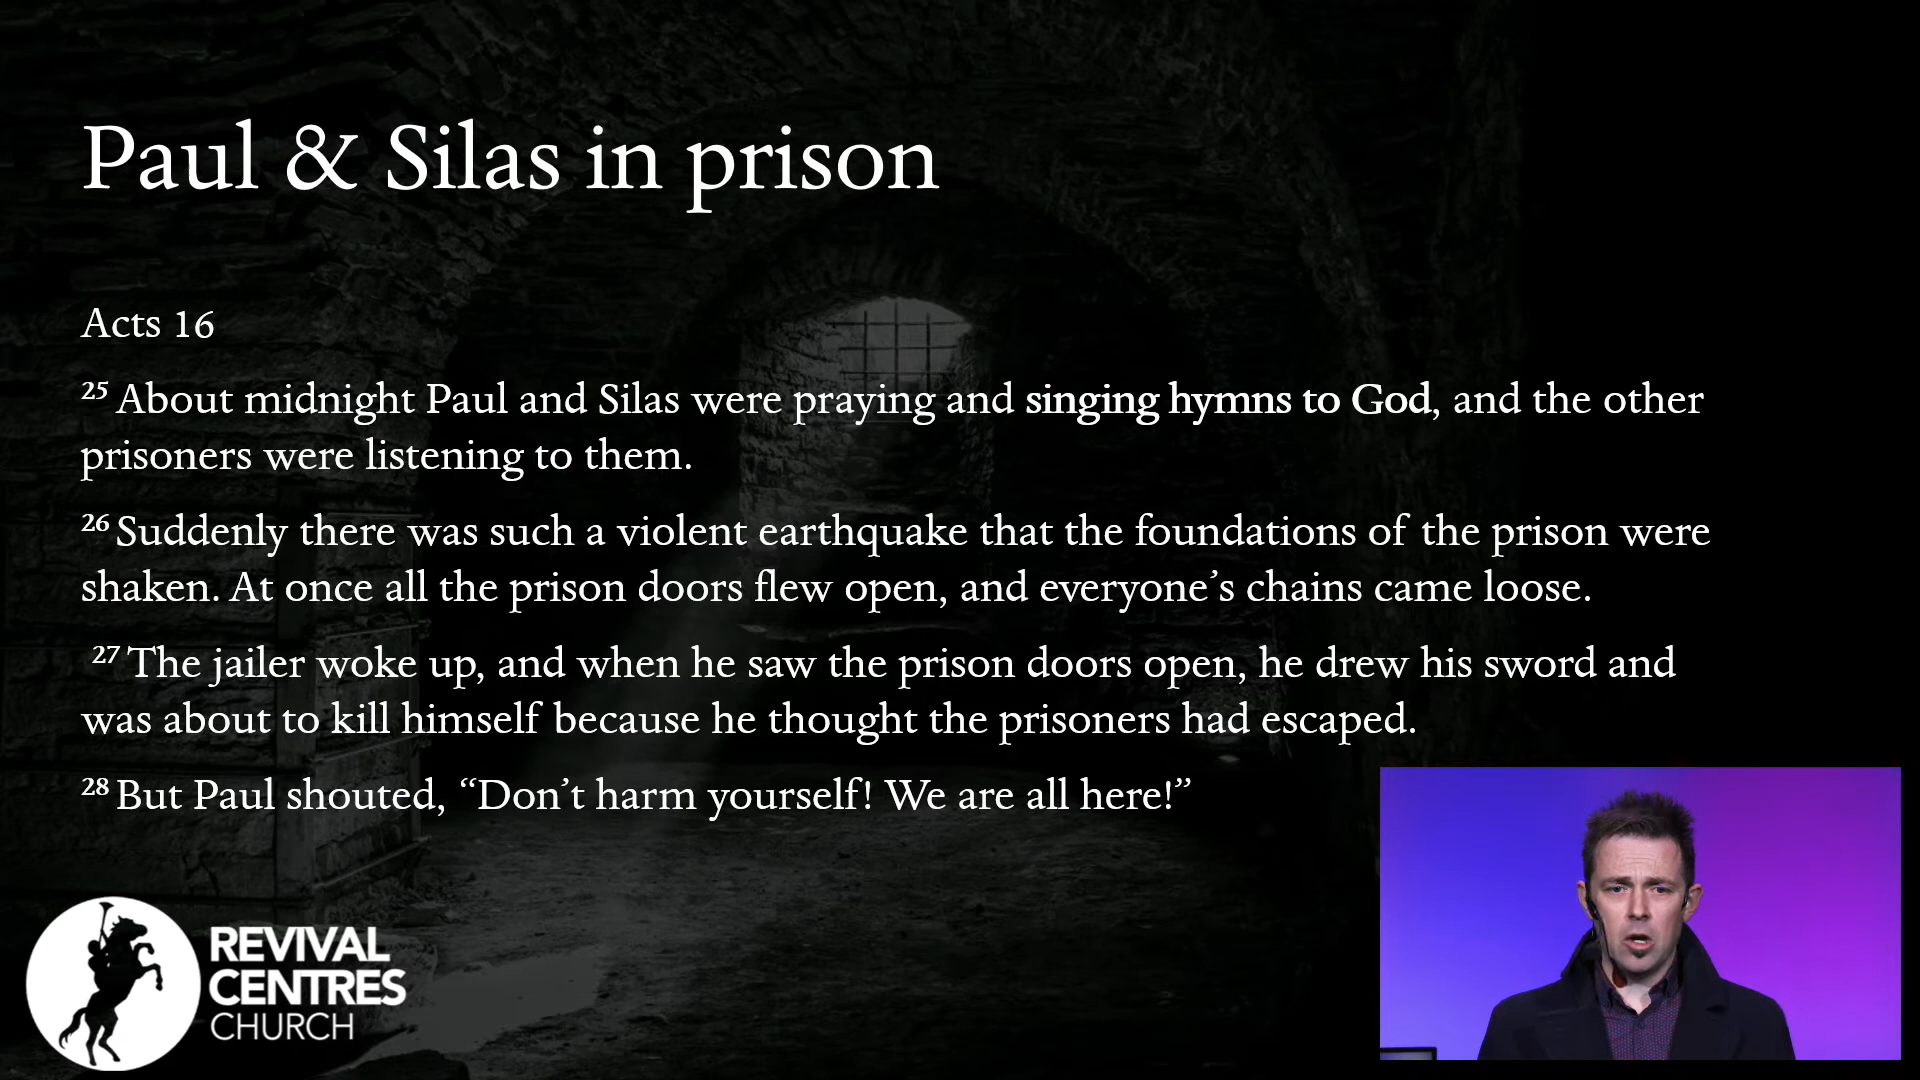 Paul & Silas in prison
Acts 16
25 About midnight Paul and Silas were praying and singing hymns to God, and the other
prisoners were listening to them.
26 Suddenly there was such a violent earthquake that the foundations of the prison were
shaken. At once all the prison doors flew open, and everyone’s chains came loose.
27 The jailer woke up, and when he saw the prison doors open, he drew his sword and
was about to kill himself because he thought the prisoners had escaped.
28 But Paul shouted, “Don’t harm yourself! We are all here!”
REVIVAL
CENTRES
CHURCH